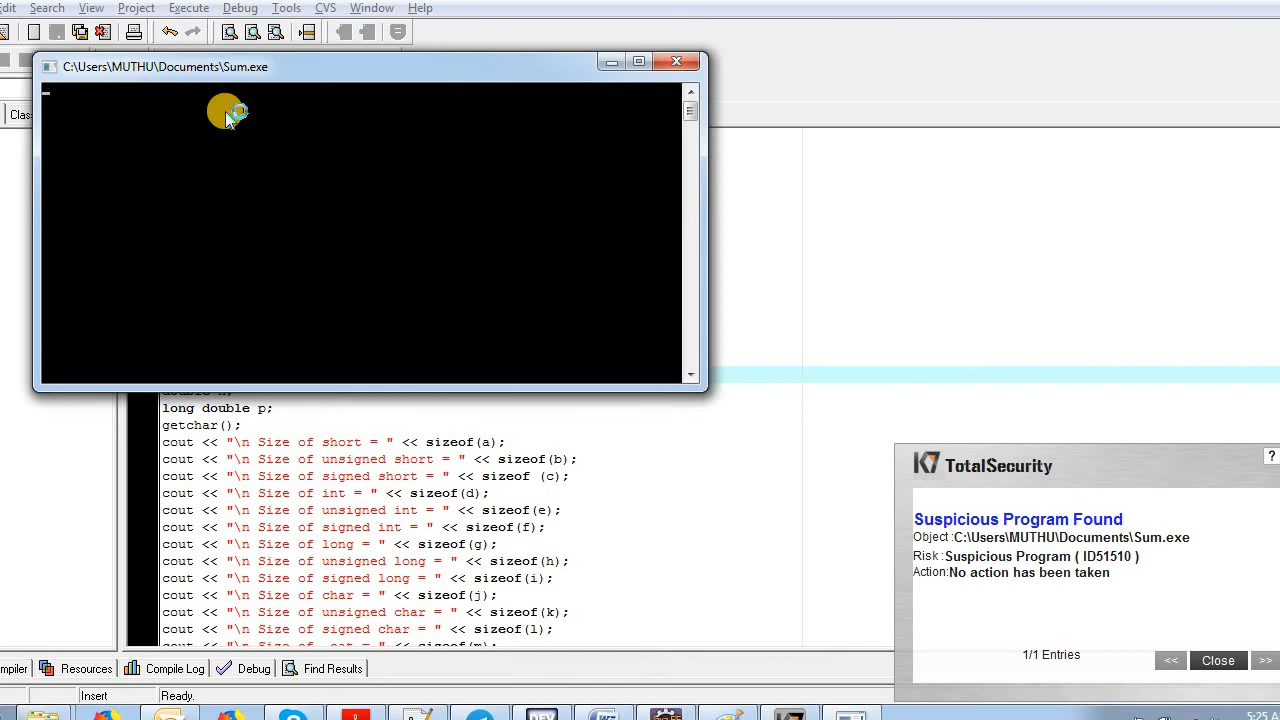 Edit Search View Project Execute Debug Tools CVS Window Help
C:\Users\MUTHU\Documents\Sum.exe
Clas
long double p;
getchar();
cout << "\n Size of short = " << sizeof(a);
cout << "\n Size of unsigned short = " << sizeof(b);
cout << "\n Size of signed short = " << sizeof (c);
cout << "\n Size of int = " << sizeof(d);
cout << "\n Size of unsigned int = " << sizeof(e);
cout << "\n Size of signed int = " << sizeof(f);
cout << "\n Size of long = " << sizeof(g);
cout << "\n Size of unsigned long = " << sizeof(h);
cout << "\n Size of signed long = " << sizeof(i);
cout << "\n Size of char = " << sizeof(j);
cout << "\n Size of unsigned char = " << sizeof(k);
cout << "\n Size of signed char = " << sizeof(l);
K7 TotalSecurity
?
Suspicious Program Found
Object :C:\Users\MUTHU\Documents\Sum.exe
Risk :Suspicious Program ( ID51510 )
Action:No action has been taken
1/1 Entries
<< Close >>
mpiler Resources Compile Log Debug Find Results
Insert Ready.
DEV
5:25 A